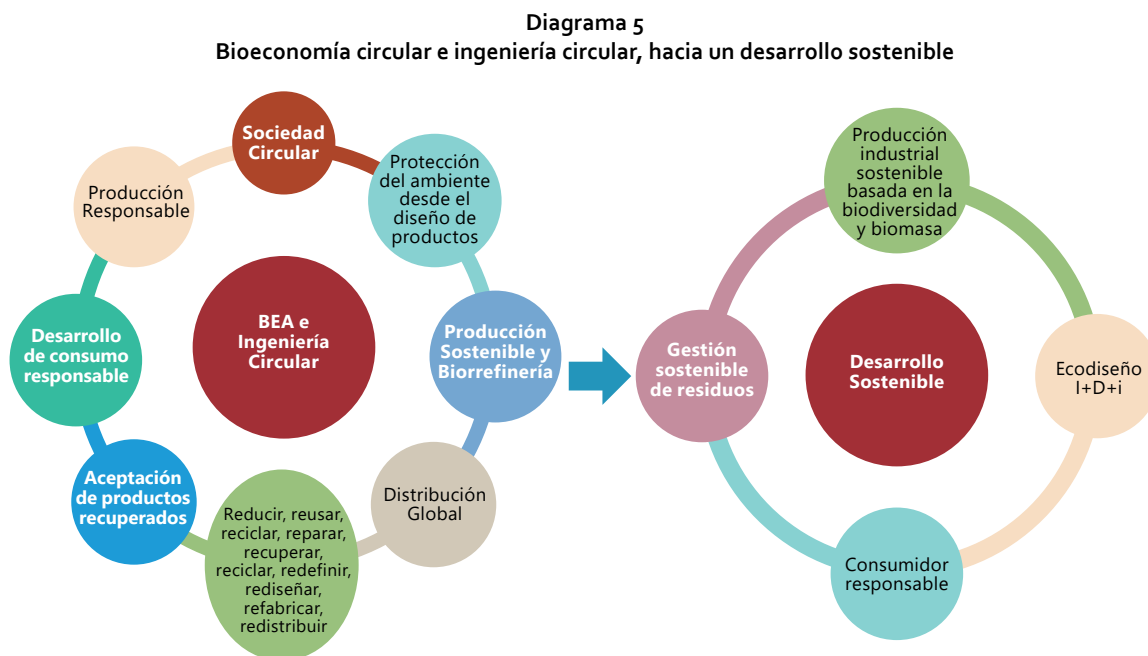 Diagrama 5
Bioeconomía circular e ingeniería circular, hacia un desarrollo sostenible
Sociedad
Circular
Protección
del ambiente
desde el
diseño de
productos
Producción
Sostenible y
Biorrefinería
Distribución
Global
Reducir, reusar,
reciclar, reparar,
recuperar,
reciclar, redefinir,
rediseñar,
refabricar,
redistribuir
Aceptación
de productos
recuperados
Desarrollo
de consumo
responsable
Producción
Responsable
BEA e
Ingeniería
Circular
Producción
industrial
sostenible
basada en la
biodiversidad
y biomasa
Ecodiseño
I+D+i
Consumidor
responsable
Gestión
sostenible
de residuos
Desarrollo
Sostenible